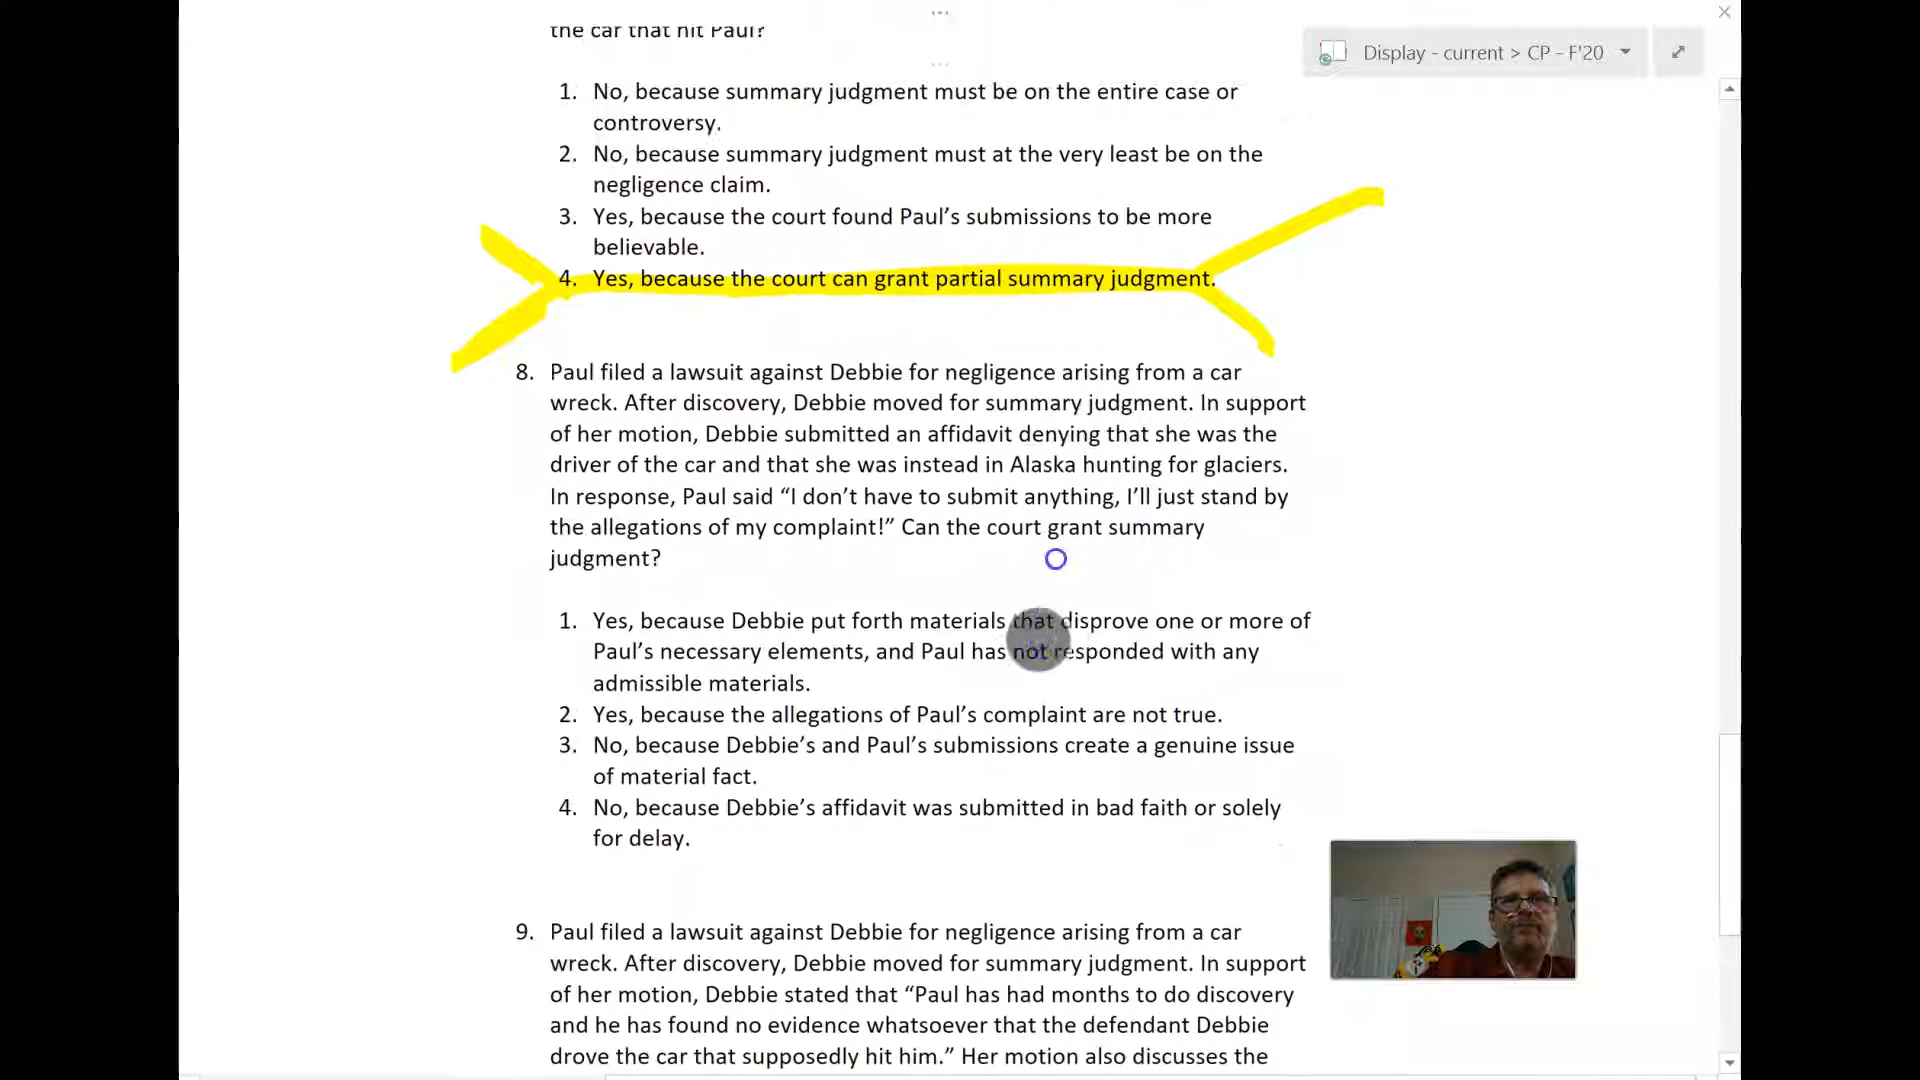 the car that hit Paul?
Display - current > CP - F'20
1. No, because summary judgment must be on the entire case or
controversy.
2. No, because summary judgment must at the very least be on the
negligence claim.
3. Yes, because the court found Paul’s submissions to be more
believable.
4. Yes, because the court can grant partial summary judgment.
8. Paul filed a lawsuit against Debbie for negligence arising from a car
wreck. After discovery, Debbie moved for summary judgment. In support
of her motion, Debbie submitted an affidavit denying that she was the
driver of the car and that she was instead in Alaska hunting for glaciers.
In response, Paul said “I don’t have to submit anything, I’ll just stand by
the allegations of my complaint!” Can the court grant summary
judgment?
1. Yes, because Debbie put forth materials that disprove one or more of
Paul’s necessary elements, and Paul has not responded with any
admissible materials.
2. Yes, because the allegations of Paul’s complaint are not true.
3. No, because Debbie’s and Paul’s submissions create a genuine issue
of material fact.
4. No, because Debbie’s affidavit was submitted in bad faith or solely
for delay.
9. Paul filed a lawsuit against Debbie for negligence arising from a car
wreck. After discovery, Debbie moved for summary judgment. In support
of her motion, Debbie stated that “Paul has had months to do discovery
and he has found no evidence whatsoever that the defendant Debbie
drove the car that supposedly hit him.” Her motion also discusses the